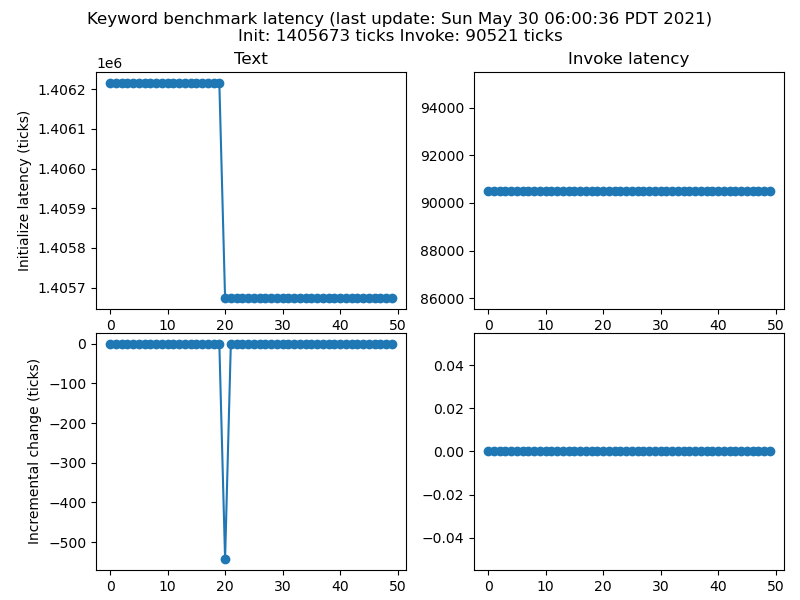 Keyword benchmark latency (last update: Sun May 30 06:00:36 PDT 2021)
Init: 1405673 ticks Invoke: 90521 ticks
Text
Invoke latency
1e6
Initialize latency (ticks)
1.4062
1.4061
1.4060
1.4059
1.4058
1.4057
0 10 20 30 40 50
94000
92000
90000
88000
86000
0 10 20 30 40 50
Incremental change (ticks)
0
−100
−200
−300
−400
−500
0 10 20 30 40 50
0.04
0.02
0.00
−0.02
−0.04
0 10 20 30 40 50